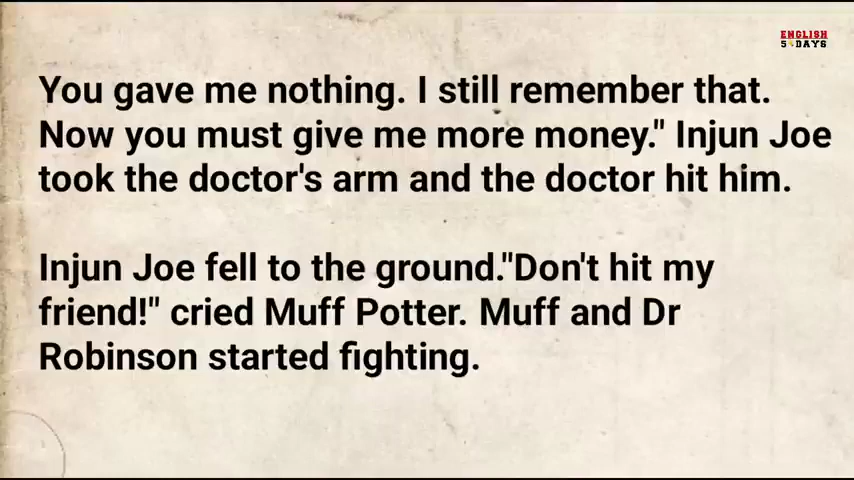 ENGLISH
5 DAYS
You gave me nothing. I still remember that.
Now you must give me more money." Injun Joe
took the doctor's arm and the doctor hit him.
Injun Joe fell to the ground."Don't hit my
friend!" cried Muff Potter. Muff and Dr
Robinson started fighting.